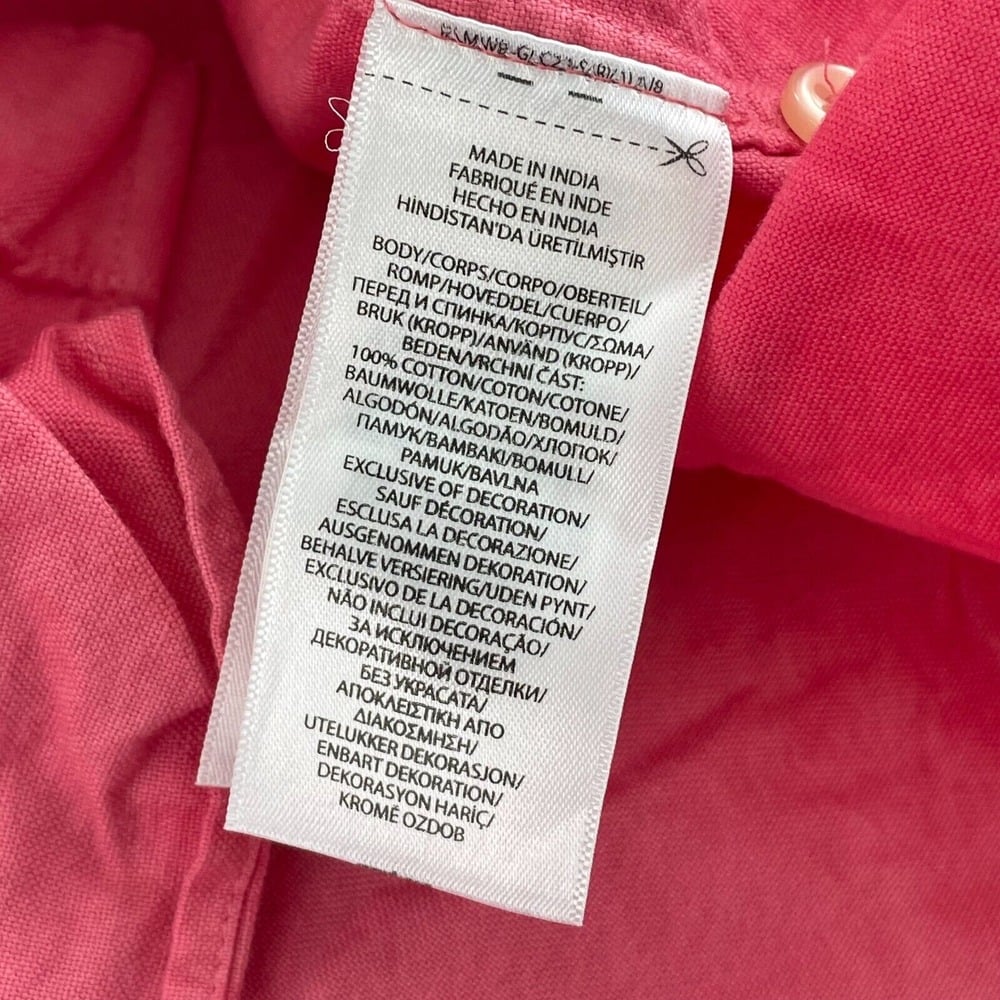 MADE IN INDIA
FABRIQUÉ EN INDE
HECHO EN INDIA
HİNDİSTAN'DA ÜRETİLMİŞTİR
BODY/CORPS/CORPO/OBERTEIL/
ROMP/HOVEDDEL/CUERPO/
ПЕРЕД И СПИНКА/КОРПУС/ΣΩΜΑ/
BRUK (KROPP)/ANVÄND (KROPP)/
BEDEN/VRCHNÍ ČÁST:
100% COTTON/COTON/COTONE/
BAUMWOLLE/KATOEN/BOMULD/
ALGODÓN/ALGODÃO/ХЛОПОК/
ПАМУК/ΒΑΜΒΑΚΙ/BOMULL/
PAMUK/BAVLNA
EXCLUSIVE OF DECORATION/
SAUF DÉCORATION/
ESCLUSA LA DECORAZIONE/
AUSGENOMMEN DEKORATION/
BEHALVE VERSIERING/UDEN PYNT/
EXCLUSIVO DE LA DECORACIÓN/
NÃO INCLUI DECORAÇÃO/
ЗА ИСКЛЮЧЕНИЕМ
ДЕКОРАТИВНОЙ ОТДЕЛКИ/
БЕЗ УКРАСАТА/
ΑΠΟΚΛΕΙΣΤΙΚΗ ΑΠΟ
ΔΙΑΚΟΣΜΗΣΗ/
UTELUKKER DEKORASJON/
ENBART DEKORATION/
DEKORASYON HARİÇ/
KROMĚ OZDOB